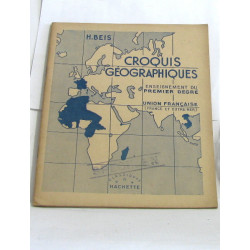 H. BEIS
CROQUIS
GÉOGRAPHIQUES
ENSEIGNEMENT DU
PREMIER DEGRÉ
UNION FRANÇAISE
(FRANCE ET OUTRE-MER)
HACHETTE